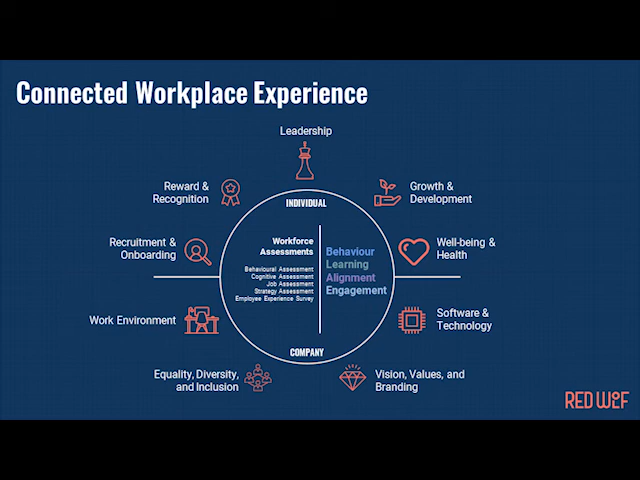 Connected Workplace Experience
Leadership
Reward &
Recognition
Growth &
Development
INDIVIDUAL
Recruitment &
Onboarding
Workforce
Assessments
Behavioural Assessment
Cognitive Assessment
Job Assessment
Strategy Assessment
Employee Experience Survey
Behaviour
Learning
Alignment
Engagement
Well-being &
Health
Work Environment
Software &
Technology
COMPANY
Equality, Diversity,
and Inclusion
Vision, Values, and
Branding
RED WOLF